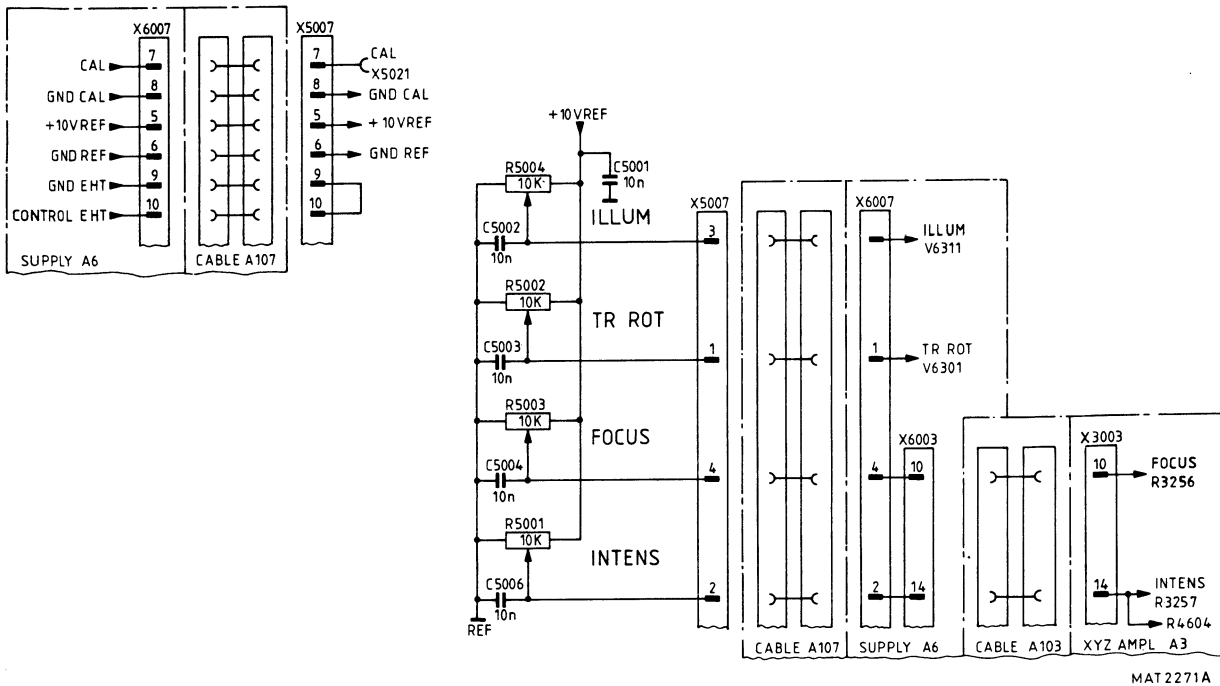 X6007
X5007
CAL
7
7
CAL
X5021
GND CAL
8
8
GND CAL
+10VREF
5
5
+10VREF
GND REF
6
6
GND REF
GND EHT
9
9
CONTROL EHT
10
10
SUPPLY A6
CABLE A107
+10VREF
R5004
10K
C5001
10n
ILLUM
X5007
X6007
C5002
10n
3
ILLUM
V6311
R5002
10K
TR ROT
C5003
10n
1
1
TR ROT
V6301
R5003
10K
FOCUS
X6003
X3003
C5004
10n
4
4
10
10
FOCUS
R3256
R5001
10K
INTENS
C5006
10n
2
2
14
14
INTENS
R3257
R4604
REF
CABLE A107
SUPPLY A6
CABLE A103
XYZ AMPL A3
MAT2271A